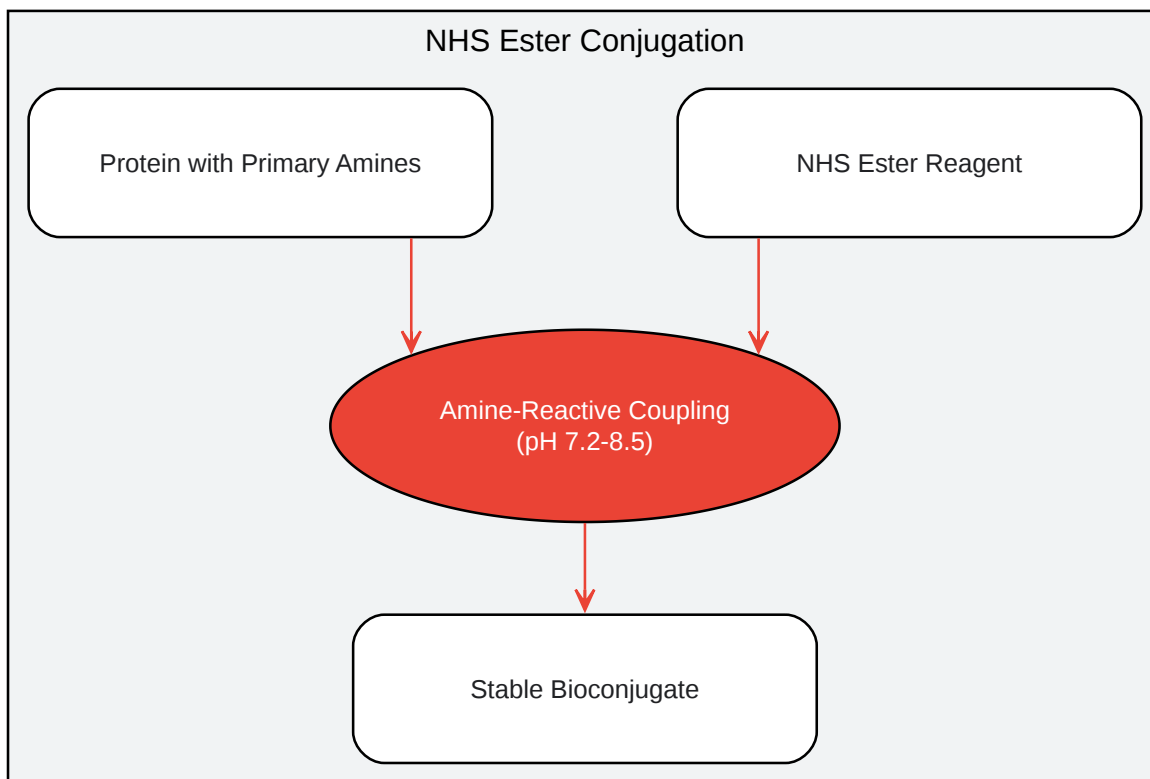 NHS Ester Conjugation
Protein with Primary Amines
NHS Ester Reagent
Amine-Reactive Coupling
(pH 7.2-8.5)
Stable Bioconjugate